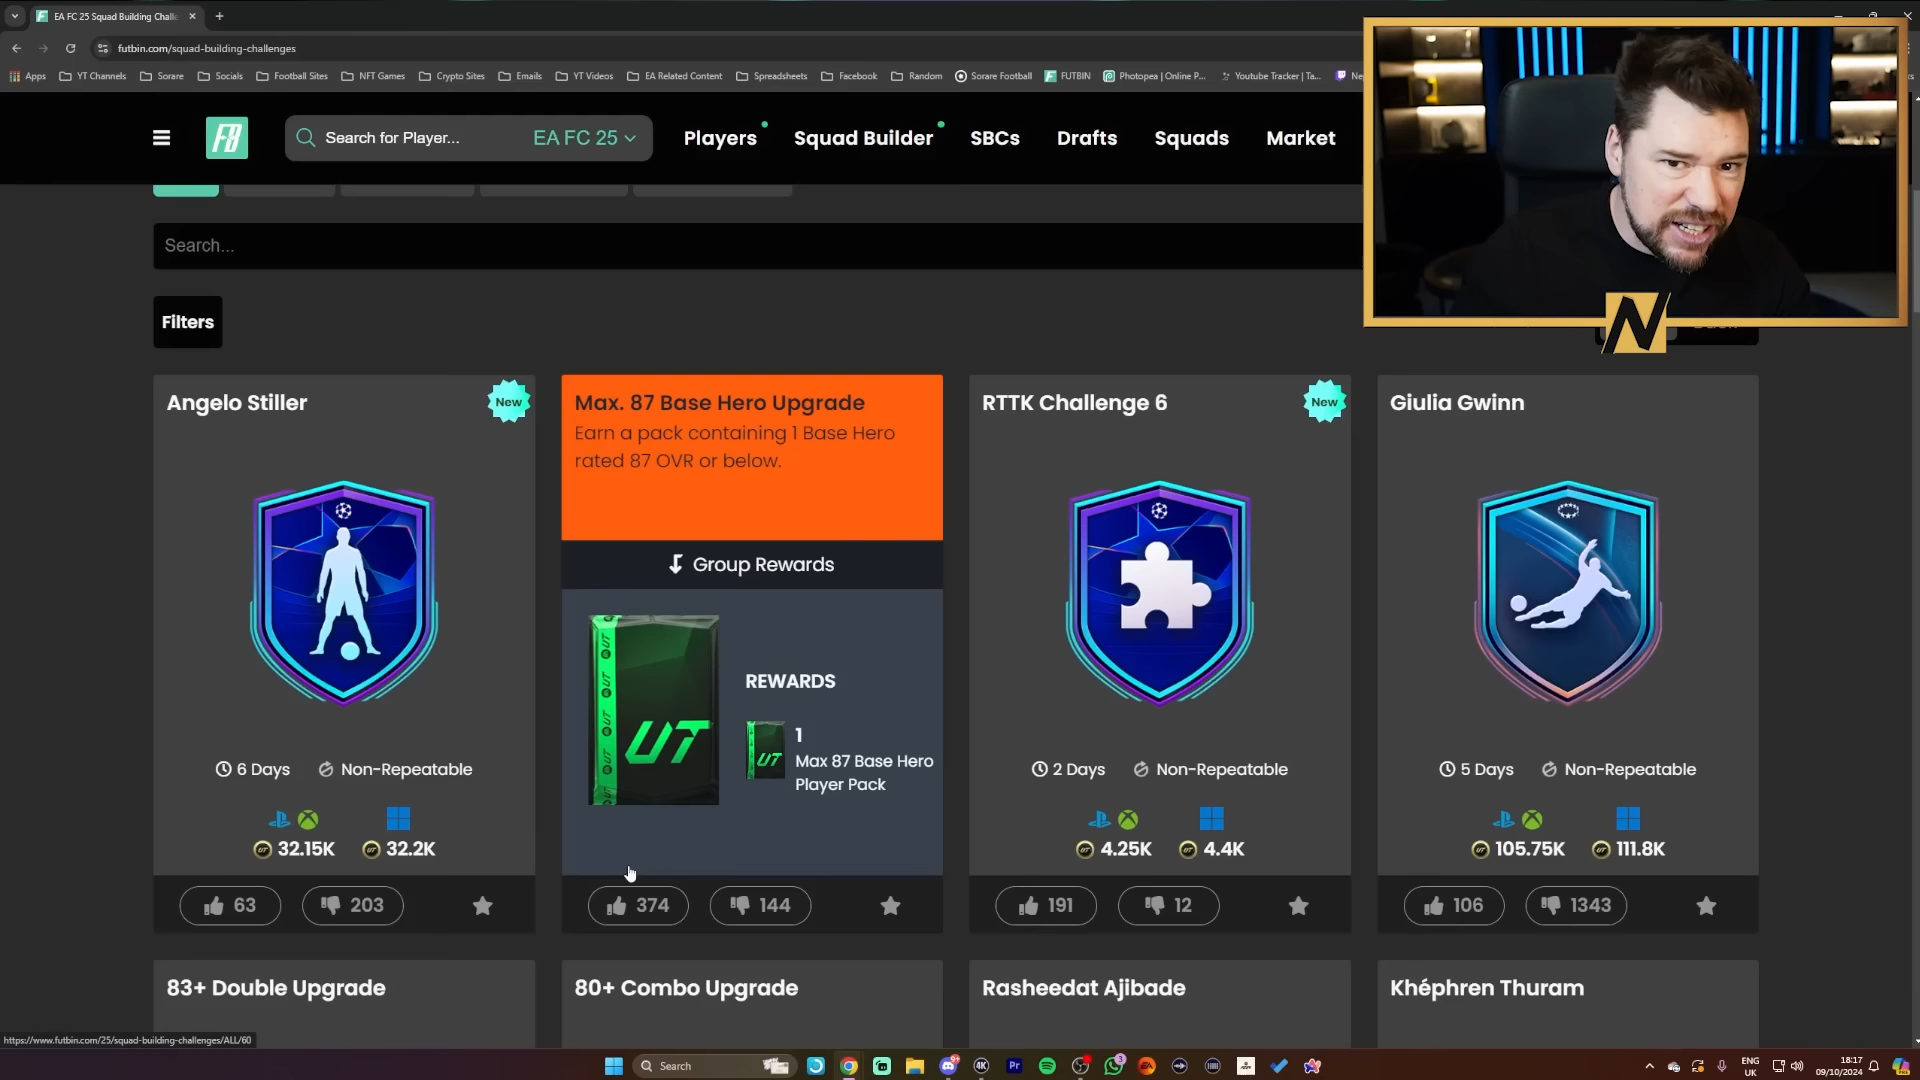 EA FC 25 Squad Building Challe
futbin.com/squad-building-challenges
Apps YT Channels Sorare Socials Football Sites NFT Games Crypto Sites Emails YT Videos EA Related Content Spreadsheets Facebook Random Sorare Football FUTBIN Photopea | Online P... Youtube Tracker | Ta...
Search for Player... EA FC 25 Players Squad Builder SBCs Drafts Squads Market
Search...
Filters
N
Angelo Stiller
New
6 Days Non-Repeatable
32.15K 32.2K
63 203
Max. 87 Base Hero Upgrade
Earn a pack containing 1 Base Hero
rated 87 OVR or below.
Group Rewards
UT
REWARDS
1
Max 87 Base Hero
Player Pack
374 144
RTTK Challenge 6
New
2 Days Non-Repeatable
4.25K 4.4K
191 12
Giulia Gwinn
5 Days Non-Repeatable
105.75K 111.8K
106 1343
83+ Double Upgrade
80+ Combo Upgrade
Rasheedat Ajibade
Khéphren Thuram
https://www.futbin.com/25/squad-building-challenges/ALL/60
Search
4K
Pr
3
ENG
UK
18:17
09/10/2024